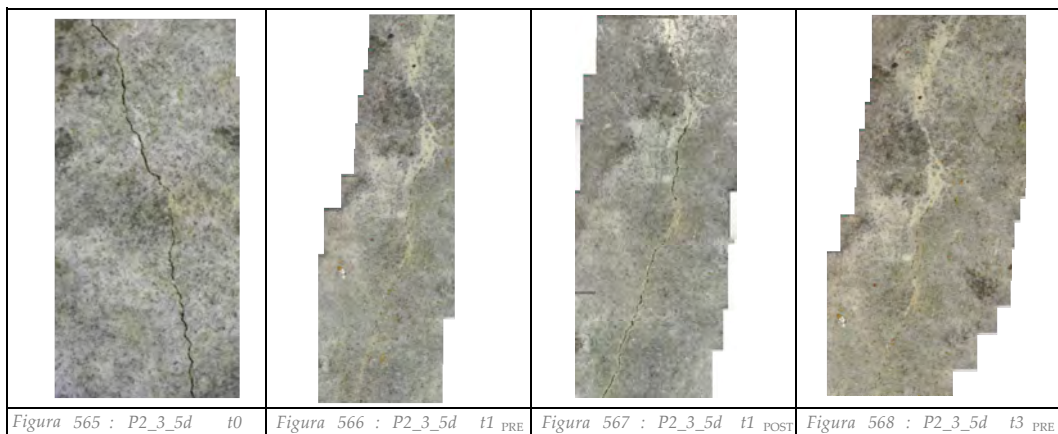 Figura 565 : P2_3_5d t0
Figura 566 : P2_3_5d t1 PRE
Figura 567 : P2_3_5d t1 POST
Figura 568 : P2_3_5d t3 PRE